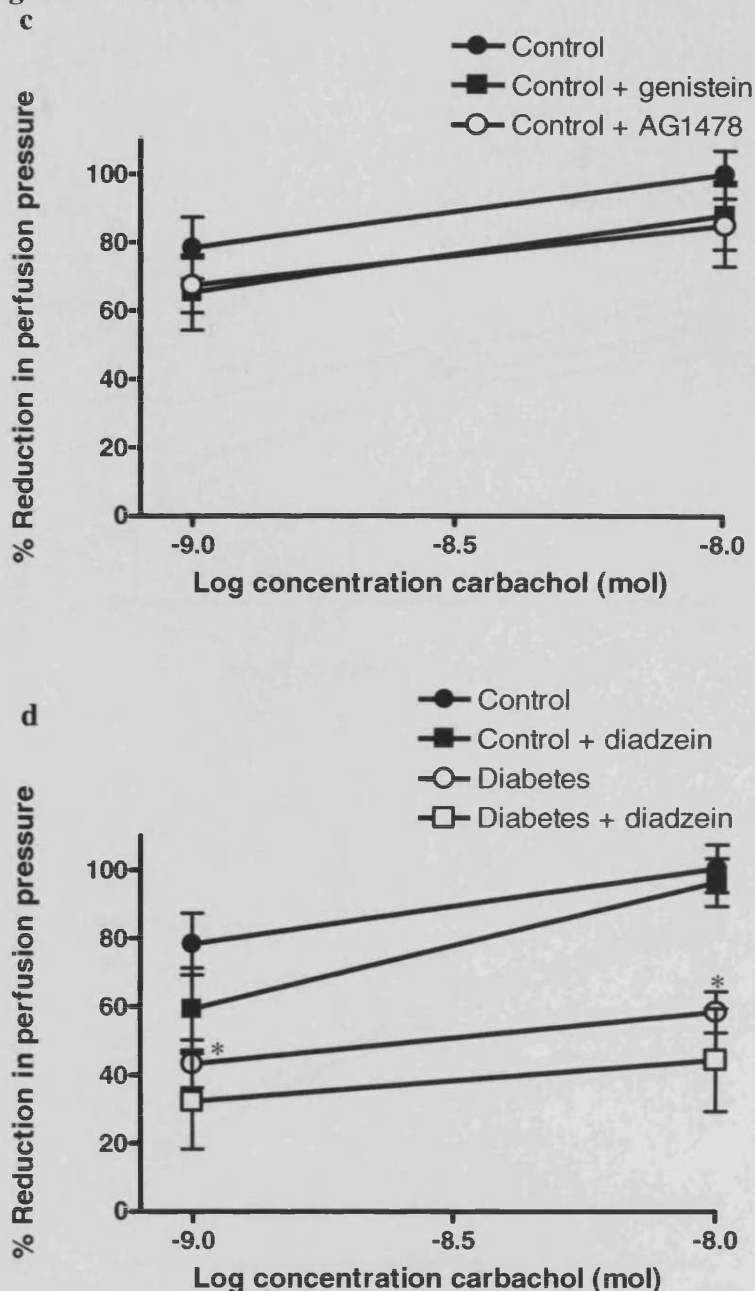 c
Control
Control + genistein
Control + AG1478
% Reduction in perfusion pressure
100
80
60
40
20
0
-9.0 -8.5 -8.0
Log concentration carbachol (mol)
d
Control
Control + diadzein
Diabetes
Diabetes + diadzein
% Reduction in perfusion pressure
100
80
60
40
20
0
* *
-9.0 -8.5 -8.0
Log concentration carbachol (mol)